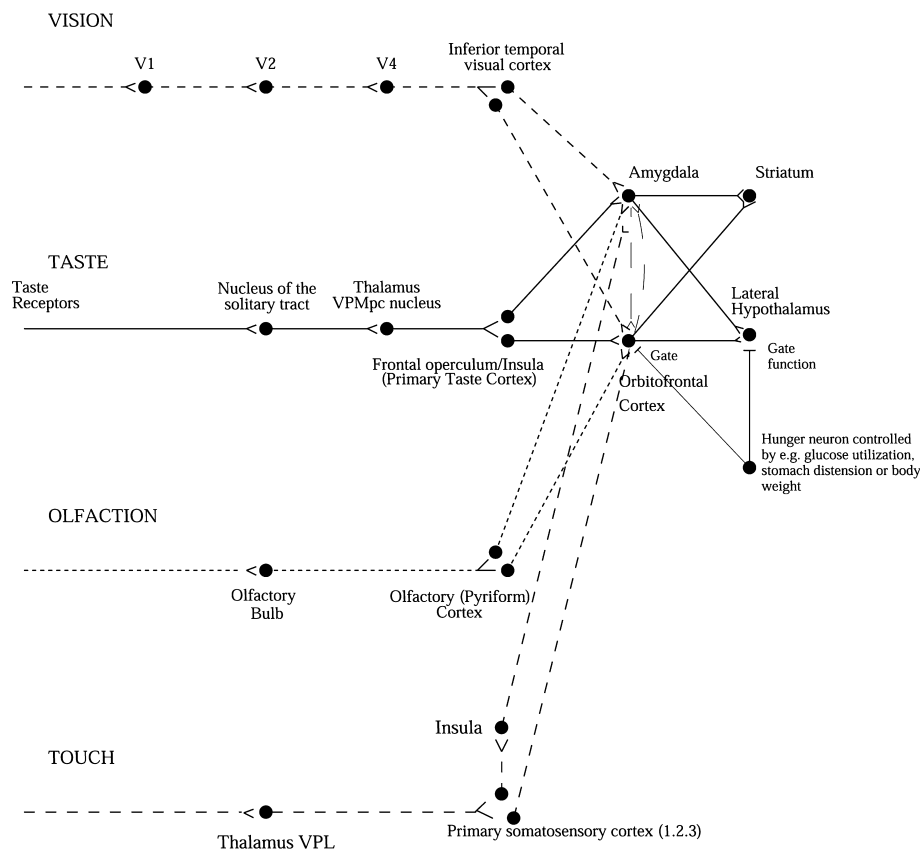 VISION
V1
V2
V4
Inferior temporal
visual cortex
Amygdala
Striatum
TASTE
Taste
Receptors
Nucleus of the
solitary tract
Thalamus
VPMpc nucleus
Lateral
Hypothalamus
Frontal operculum/Insula
(Primary Taste Cortex)
Gate
Gate
function
Orbitofrontal
Cortex
Hunger neuron controlled
by e.g. glucose utilization,
stomach distension or body
weight
OLFACTION
Olfactory
Bulb
Olfactory (Pyriform)
Cortex
Insula
TOUCH
Thalamus VPL
Primary somatosensory cortex (1.2.3)